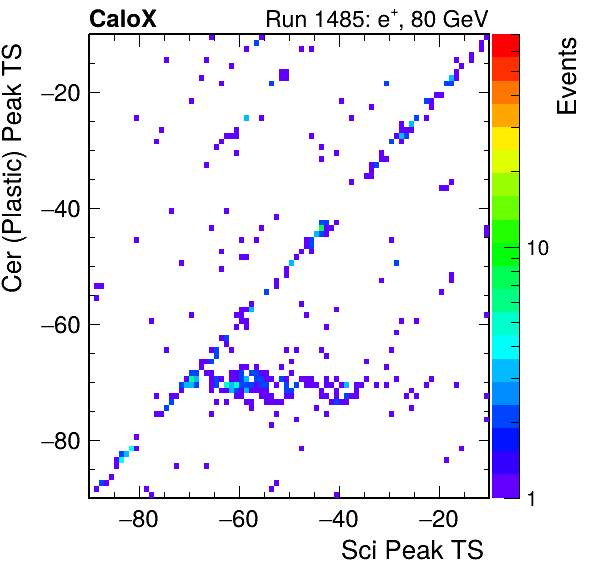 CaloX Run 1485: e⁺, 80 GeV
Cer (Plastic) Peak TS
Events
−20
−40
−60
−80
10
1
−80 −60 −40 −20
Sci Peak TS